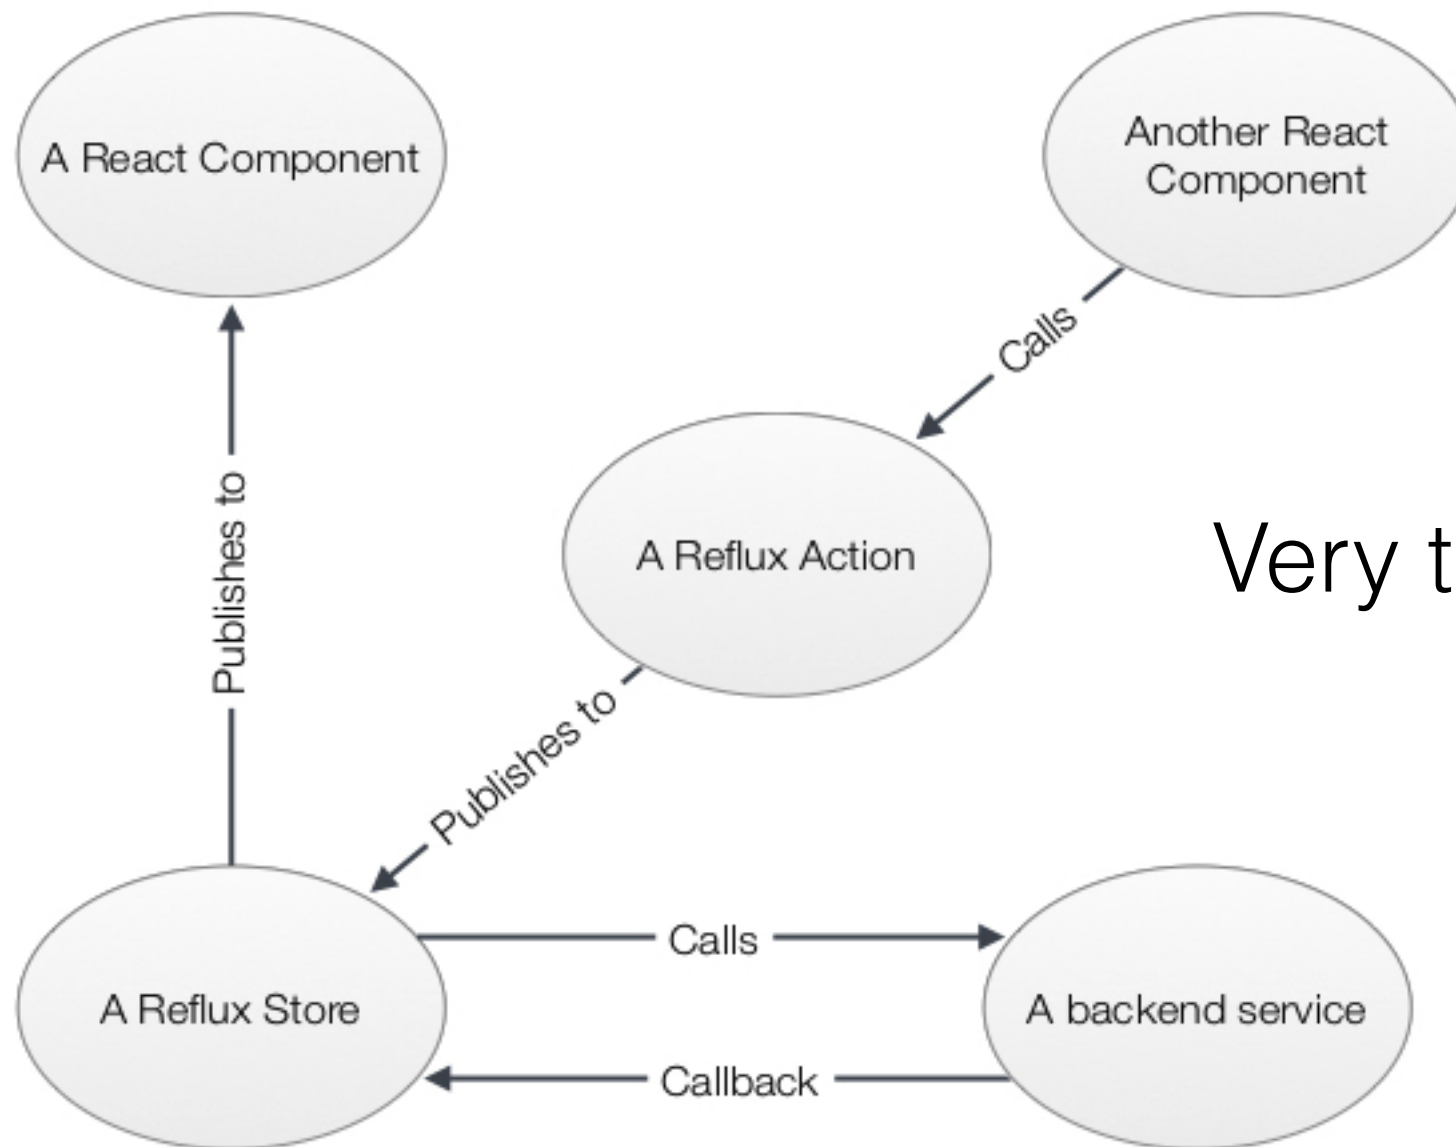 A React Component
Another React
Component
Calls
A Reflux Action
Very t
Publishes to
Publishes to
A Reflux Store
Calls
A backend service
Callback